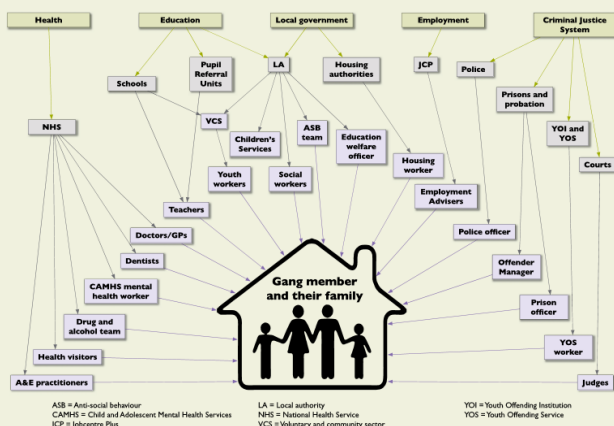 Health
Education
Local government
Employment
Criminal Justice
System
Schools
Pupil
Referral
Units
LA
Housing
authorities
JCP
Police
Prisons and
probation
NHS
VCS
Children's
Services
ASB
team
Education
welfare
officer
YOI and
YOS
Courts
Youth
workers
Social
workers
Housing
worker
Employment
Advisers
Teachers
Doctors/GPs
Police officer
Dentists
Offender
Manager
CAMHS mental
health worker
Gang member
and their family
Prison
officer
Drug and
alcohol team
YOS
worker
Health visitors
A&E practitioners
Judges
ASB = Anti-social behaviour
CAMHS = Child and Adolescent Mental Health Services
JCP = Jobcentre Plus
LA = Local authority
NHS = National Health Service
VCS = Voluntary and community sector
YOI = Youth Offending Institution
YOS = Youth Offending Service